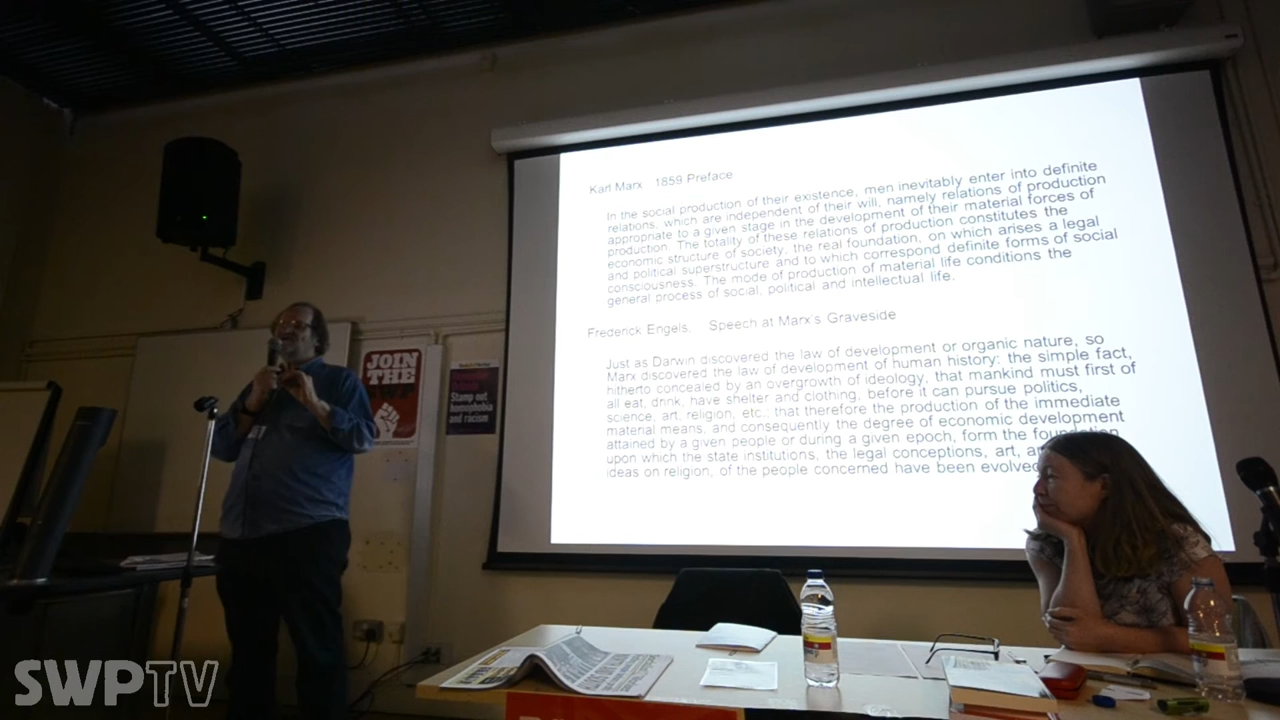 Karl Marx 1859 Preface
In the social production of their existence, men inevitably enter into definite
relations, which are independent of their will, namely relations of production
appropriate to a given stage in the development of their material forces of
production. The totality of these relations of production constitutes the
economic structure of society, the real foundation, on which arises a legal
and political superstructure and to which correspond definite forms of social
consciousness. The mode of production of material life conditions the
general process of social, political and intellectual life.
Frederick Engels, Speech at Marx's Graveside
Just as Darwin discovered the law of development or organic nature, so
Marx discovered the law of development of human history: the simple fact,
hitherto concealed by an overgrowth of ideology, that mankind must first of
all eat, drink, have shelter and clothing, before it can pursue politics,
science, art, religion, etc.; that therefore the production of the immediate
material means, and consequently the degree of economic development
attained by a given people or during a given epoch, form the foundation
upon which the state institutions, the legal conceptions, art, a
ideas on religion, of the people concerned have been evolved
JOIN
THE
Stamp out
homophobia
and racism
SWPTV